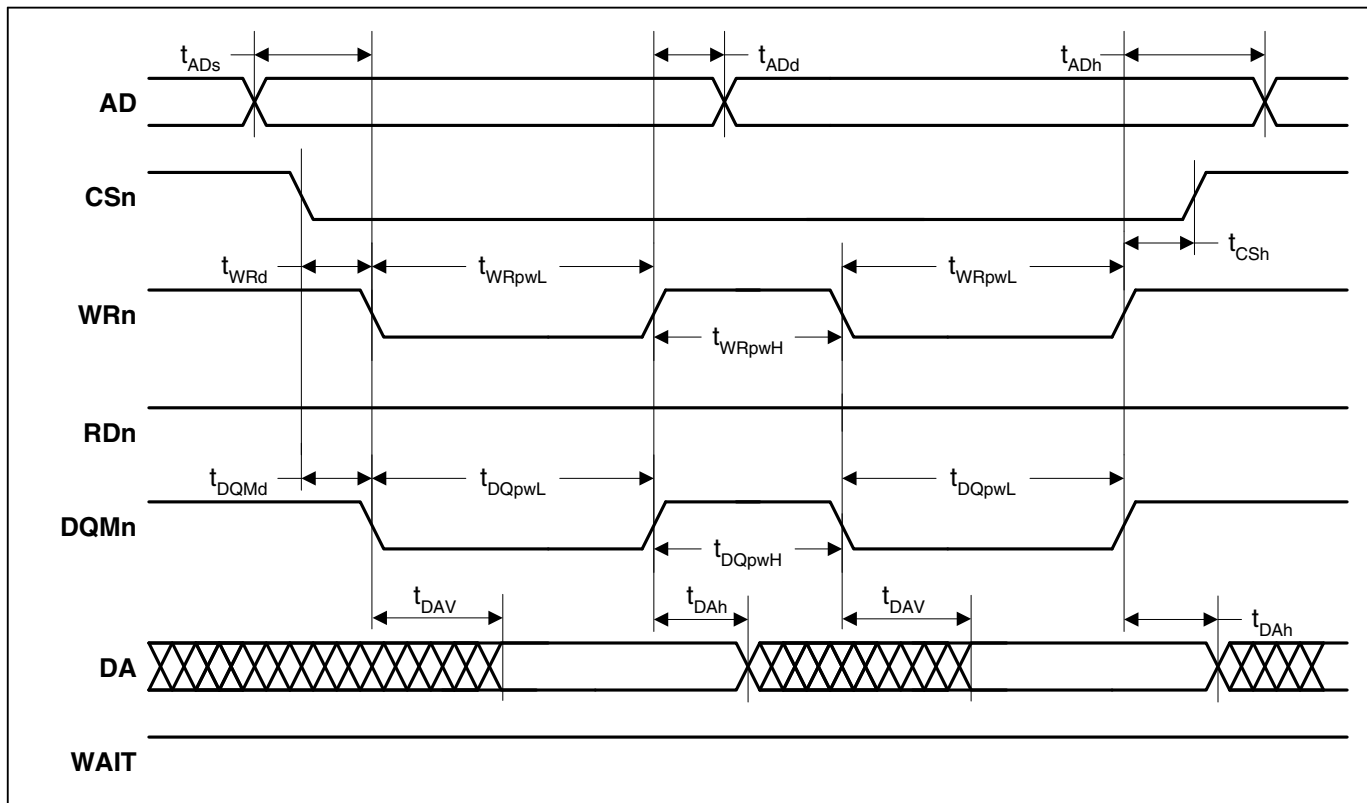 tADs
tADd
tADh
AD
CSn
tCSh
tWRd
tWRpwL
tWRpwL
WRn
tWRpwH
RDn
tDQMd
tDQpwL
tDQpwL
DQMn
tDQpwH
tDAV
tDAh
tDAV
tDAh
DA
WAIT